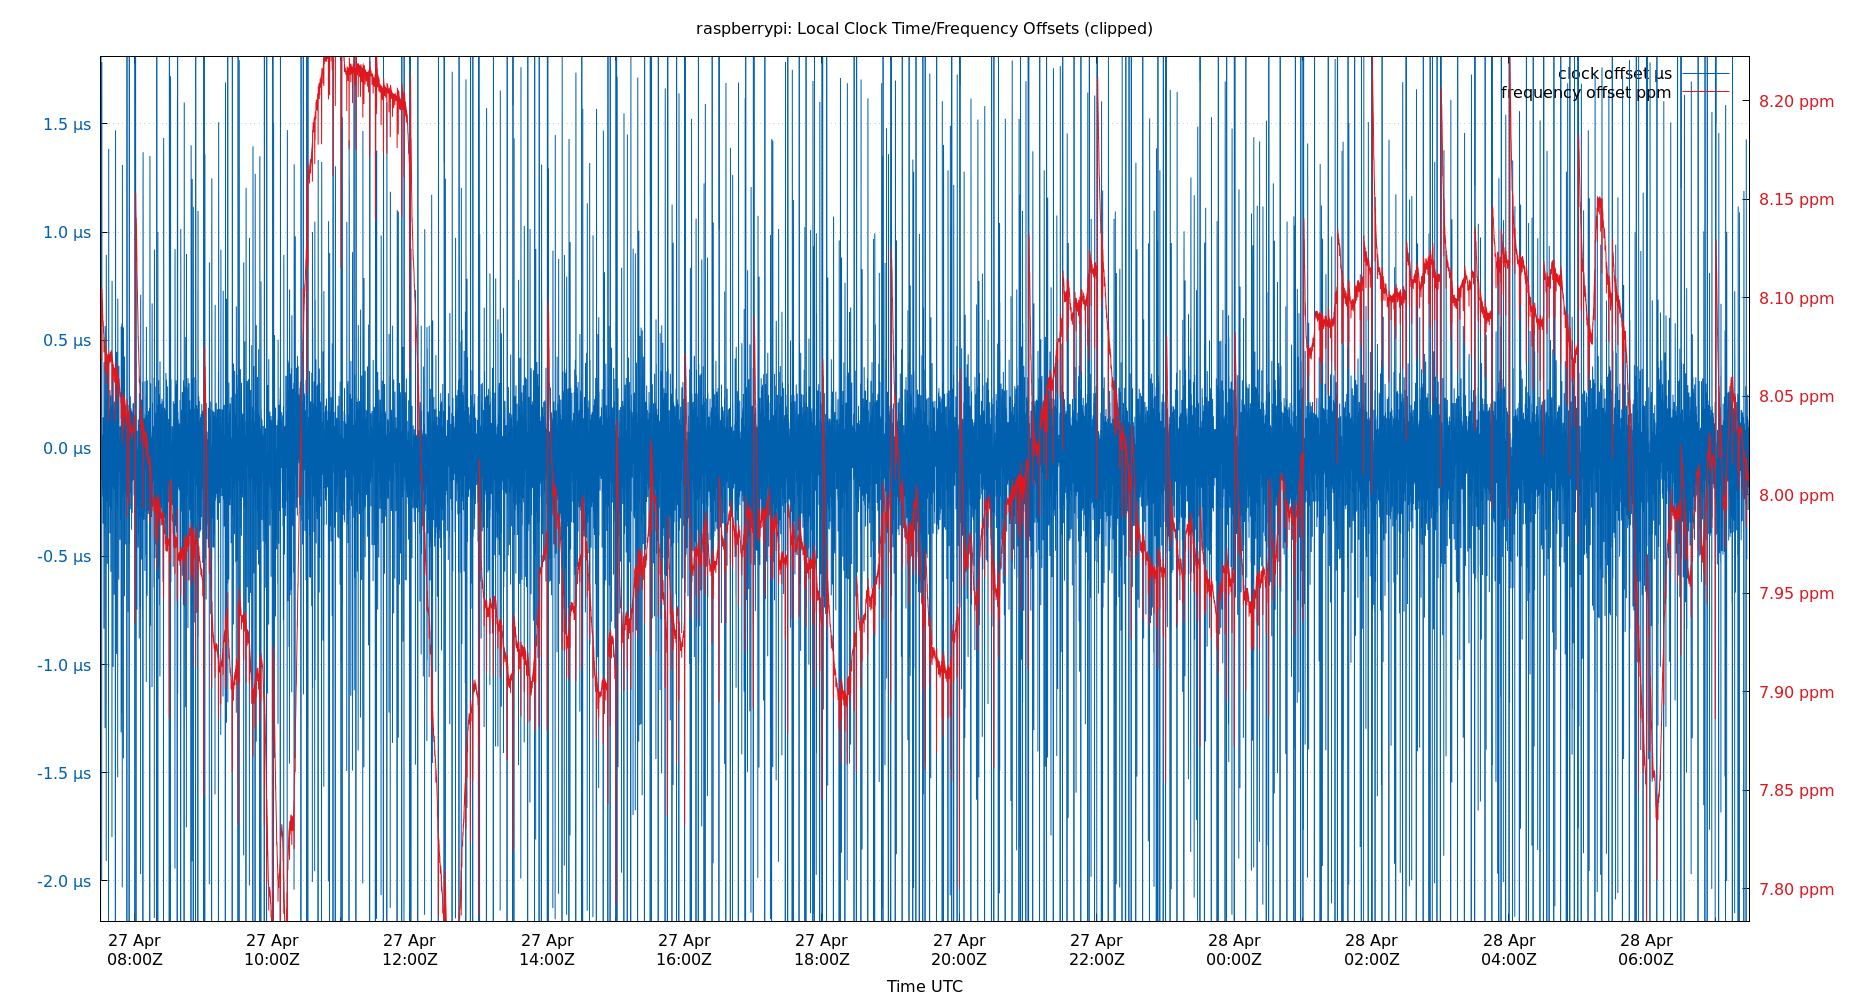 raspberrypi: Local Clock Time/Frequency Offsets (clipped)
clock offset µs
frequency offset ppm
1.5 µs
1.0 µs
0.5 µs
0.0 µs
-0.5 µs
-1.0 µs
-1.5 µs
-2.0 µs
8.20 ppm
8.15 ppm
8.10 ppm
8.05 ppm
8.00 ppm
7.95 ppm
7.90 ppm
7.85 ppm
7.80 ppm
27 Apr 27 Apr 27 Apr 27 Apr 27 Apr 27 Apr 27 Apr 27 Apr 28 Apr 28 Apr 28 Apr 28 Apr
08:00Z 10:00Z 12:00Z 14:00Z 16:00Z 18:00Z 20:00Z 22:00Z 00:00Z 02:00Z 04:00Z 06:00Z
Time UTC